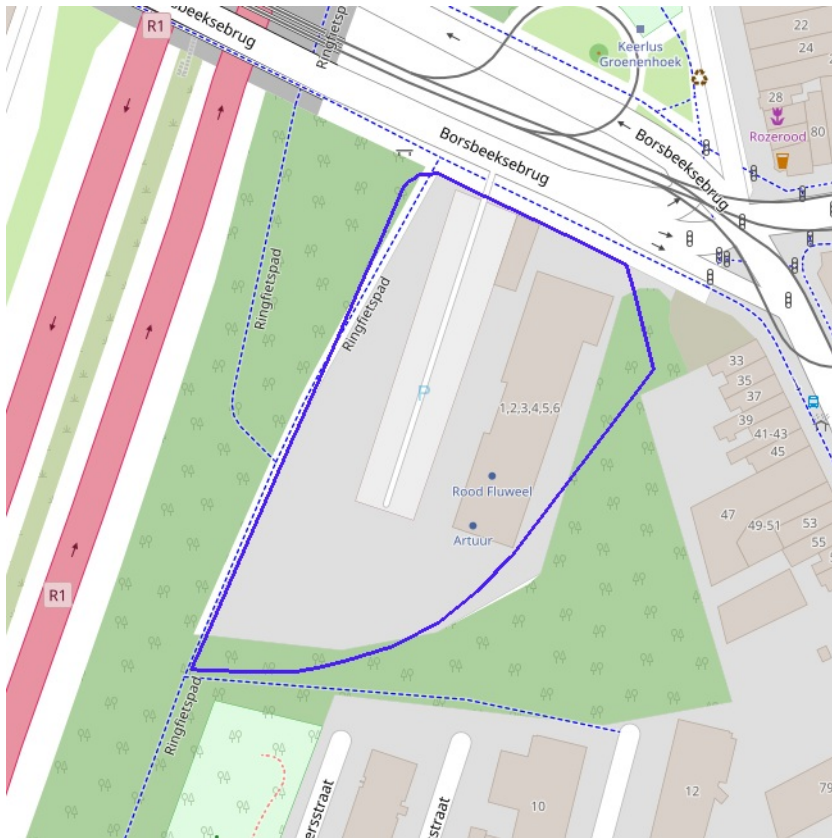 R1
Borsbeeksebrug
Ringfietspad
Keerlus
Groenenhoek
22
24
28
80
Rozerood
Borsbeeksebrug
Borsbeeksebrug
Ringfietspad
Ringfietspad
P
33
35
37
39
41-43
45
1,2,3,4,5,6
Rood Fluweel
Artuur
47
49-51
53
55
R1
Ringfietspad
ersstraat
sstraat
10
12
79